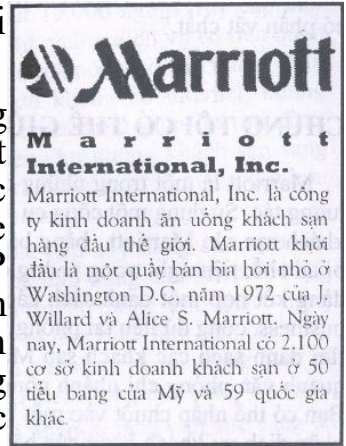 Marriott
Marriott
International, Inc.
Marriott International, Inc. là công
ty kinh doanh ăn uống khách sạn
hàng đầu thế giới. Marriott khởi
đầu là một quầy bán bia hơi nhỏ ở
Washington D.C. năm 1972 của J.
Willard và Alice S. Marriott. Ngày
nay, Marriott International có 2.100
cơ sở kinh doanh khách sạn ở 50
tiểu bang của Mỹ và 59 quốc gia
khác.